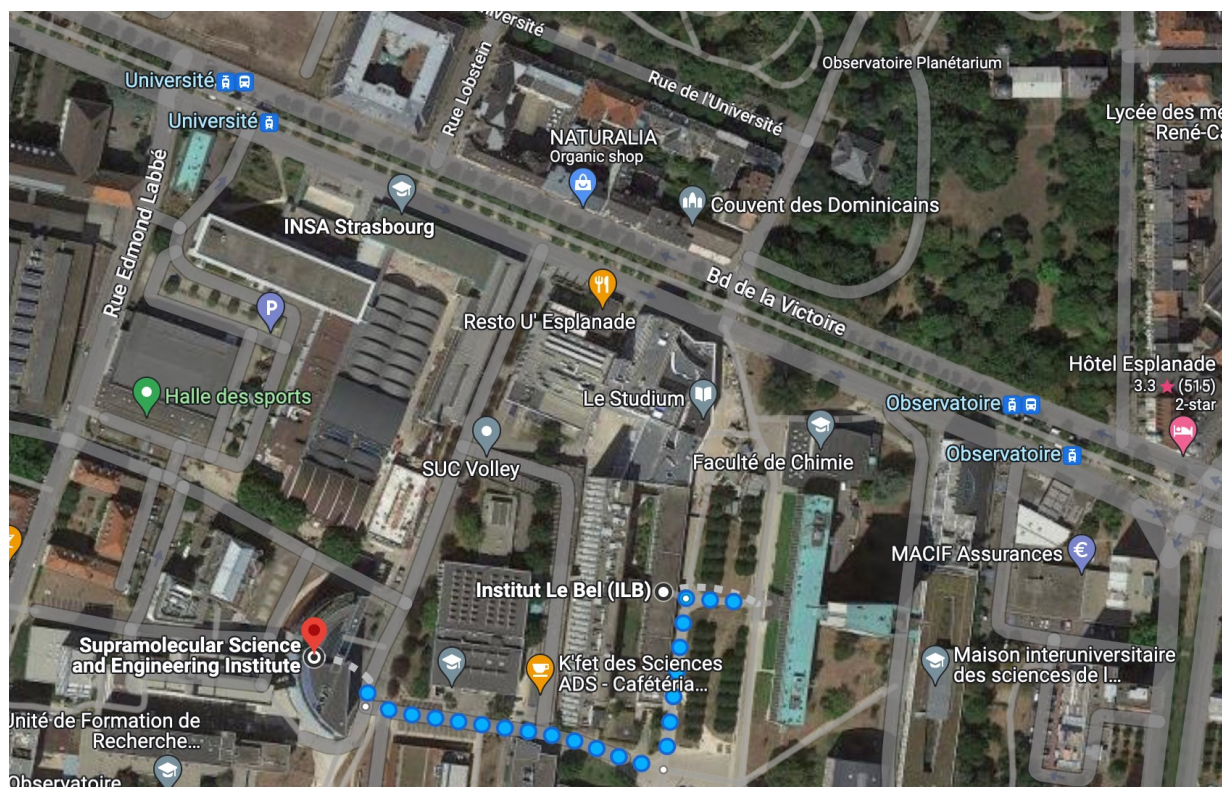 niversité
Université
Rue Lobstein
Observatoire Planétarium
Rue de l'Université
Université
Lycée des mé
René-C
NATURALIA
Organic shop
Rue Edmond Labbé
Couvent des Dominicains
INSA Strasbourg
Bd de la Victoire
P
Resto U' Esplanade
Hôtel Esplanade
3.3 ★ (515)
2-star
Halle des sports
Le Studium
Observatoire
SUC Volley
Faculté de Chimie
Observatoire
MACIF Assurances
€
Institut Le Bel (ILB)
Supramolecular Science
and Engineering Institute
K'fet des Sciences
ADS - Cafétéria...
Maison interuniversitaire
des sciences de l...
Unité de Formation de
Recherche...
Observatoire